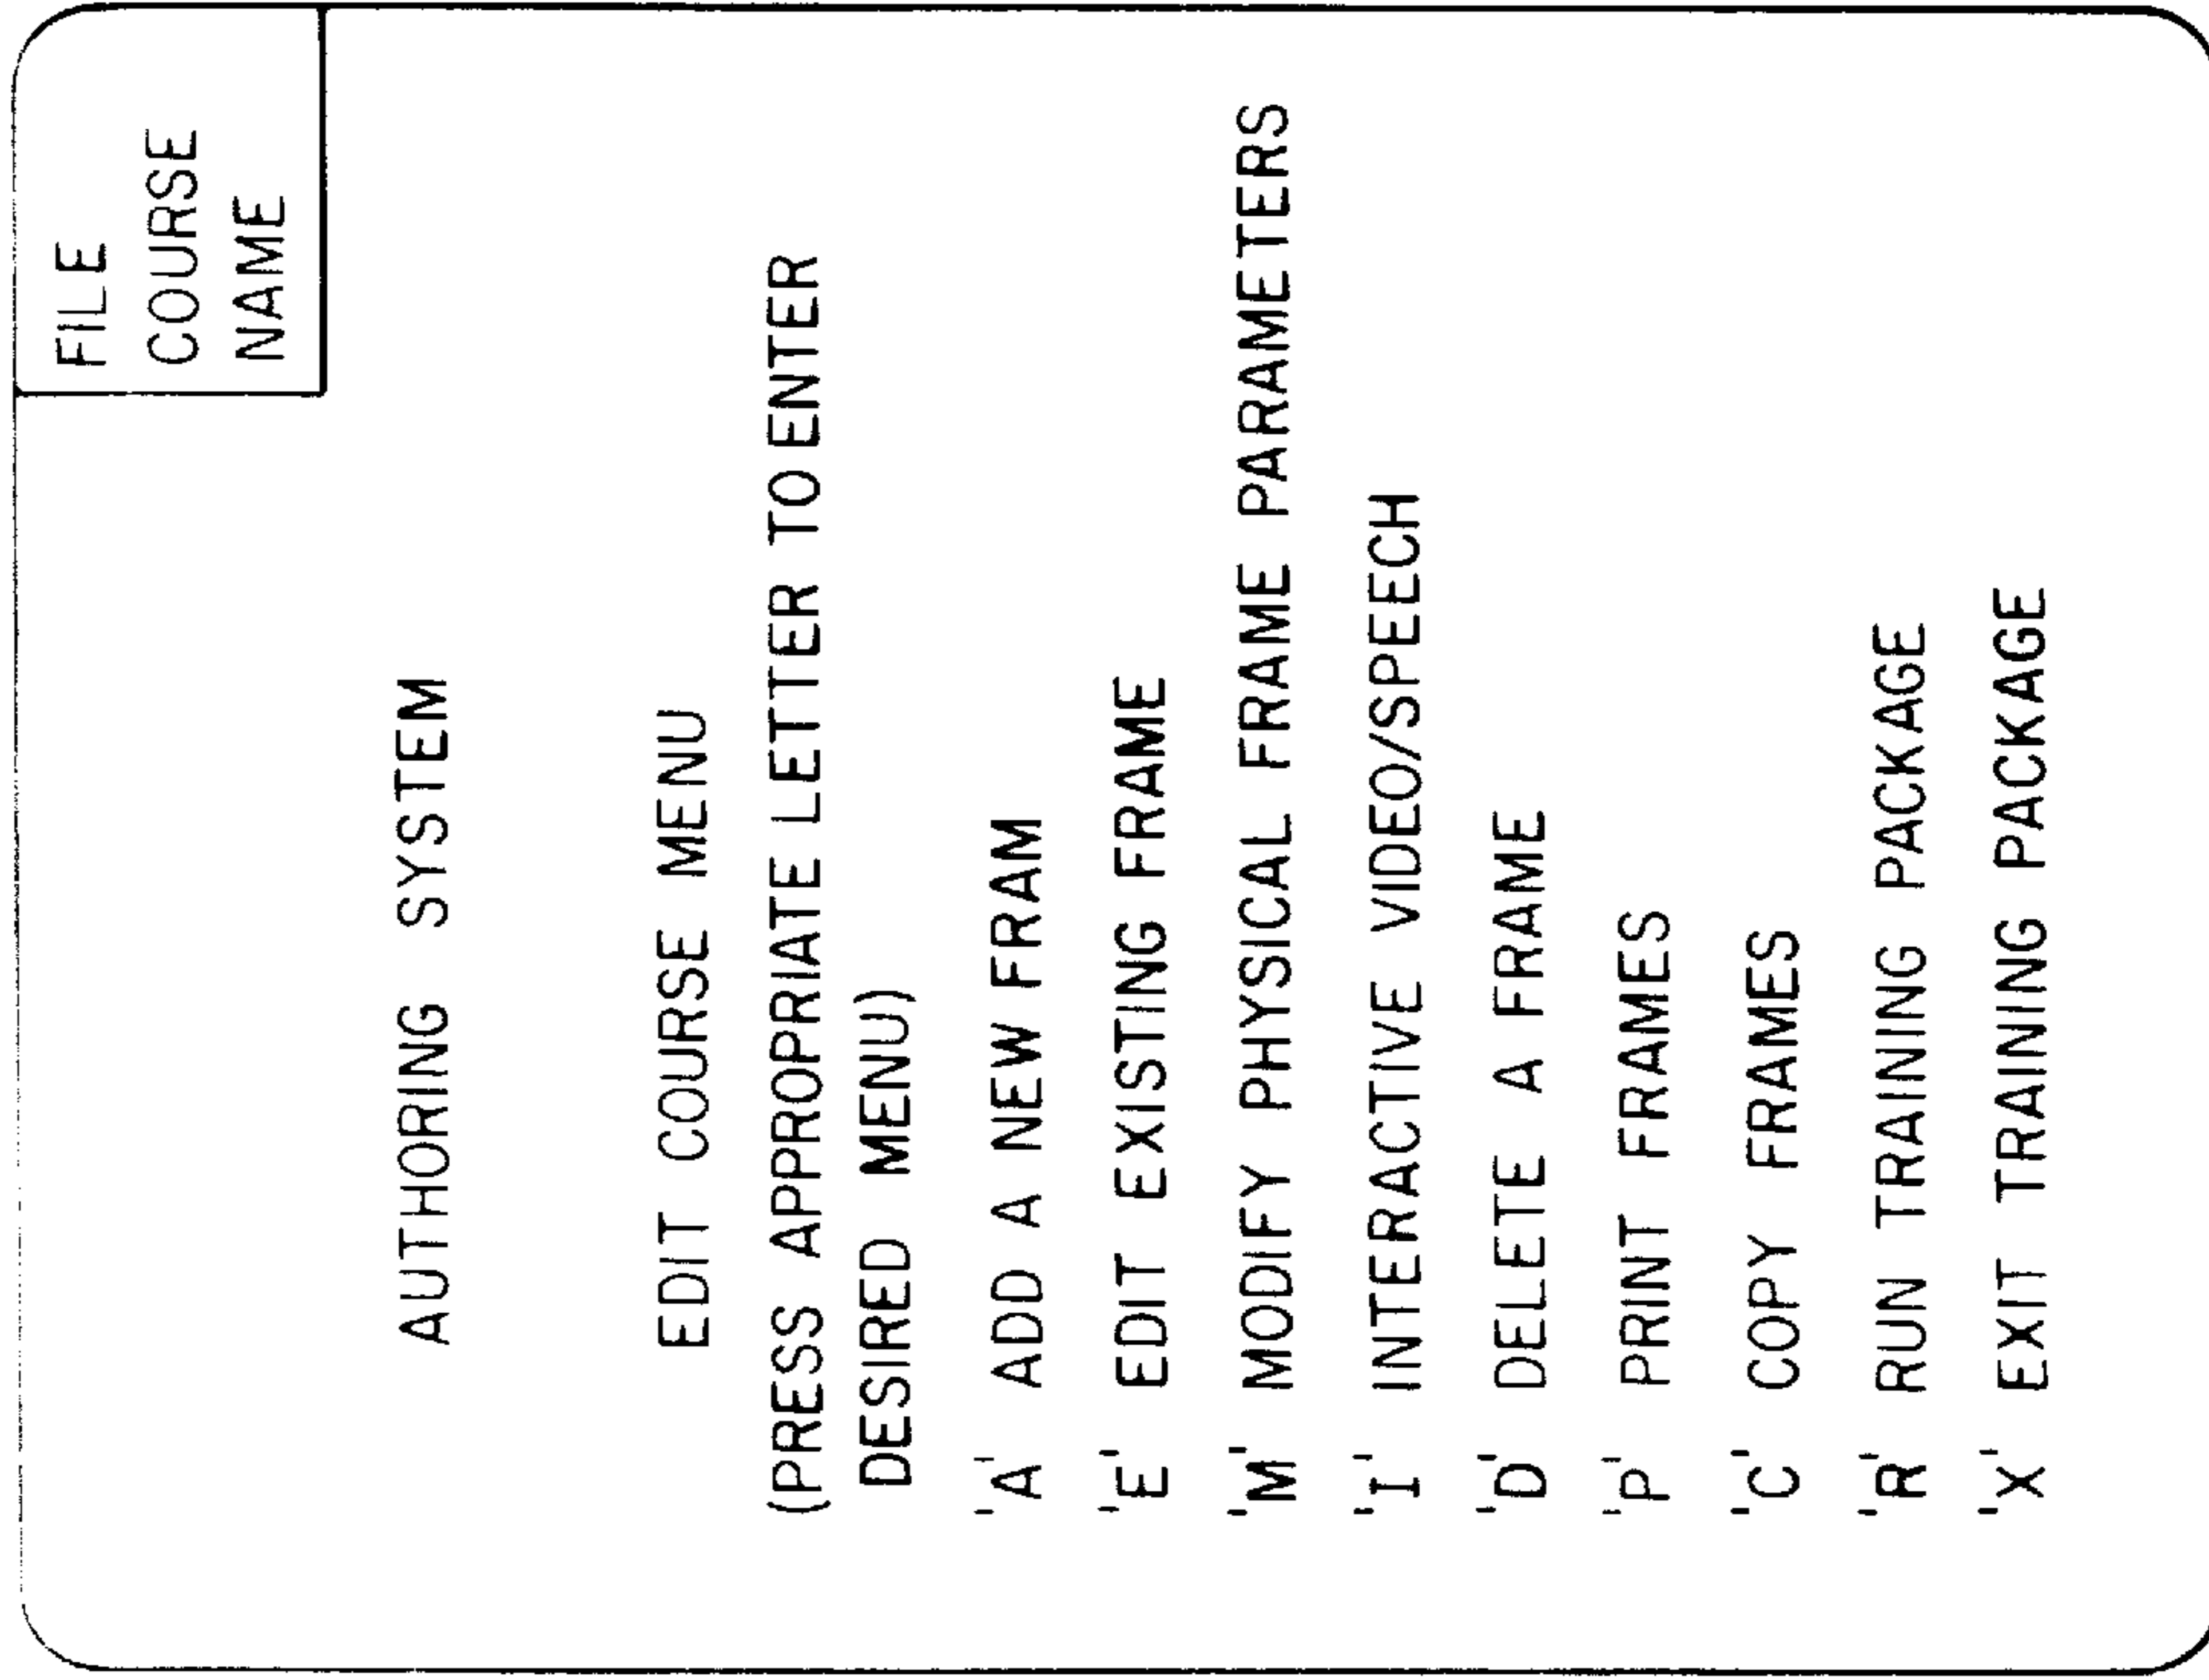 FILE
COURSE
NAME
AUTHORING SYSTEM
EDIT COURSE MENU
(PRESS APPROPRIATE LETTER TO ENTER
DESIRED MENU)
'A' ADD A NEW FRAM
'E' EDIT EXISTING FRAME
'M' MODIFY PHYSICAL FRAME PARAMETERS
'I' INTERACTIVE VIDEO/SPEECH
'D' DELETE A FRAME
'P' PRINT FRAMES
'C' COPY FRAMES
'R' RUN TRAINING PACKAGE
'X' EXIT TRAINING PACKAGE